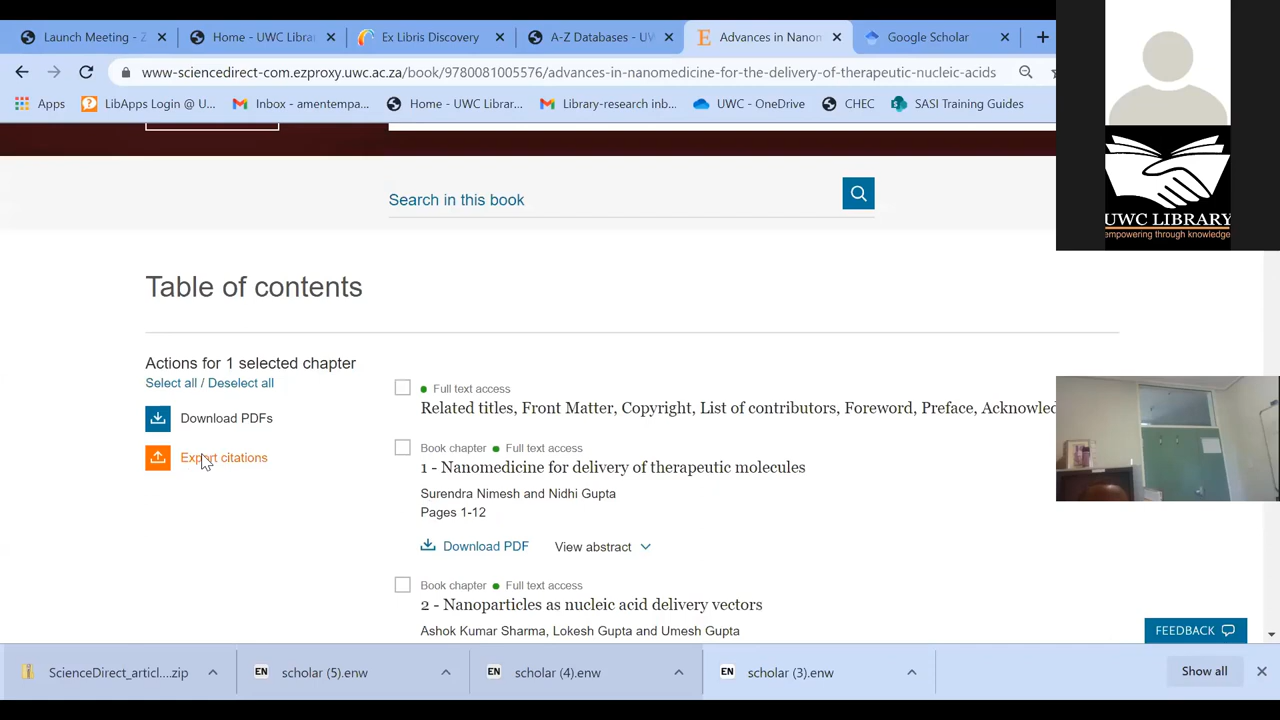 Launch Meeting - Z
Home - UWC Libra
Ex Libris Discovery
A-Z Databases - UW
Advances in Nanom
Google Scholar
www-sciencedirect-com.ezproxy.uwc.ac.za/book/9780081005576/advances-in-nanomedicine-for-the-delivery-of-therapeutic-nucleic-acids
Apps
LibApps Login @ U...
Inbox - amentempa...
Home - UWC Librar...
Library-research inb...
UWC - OneDrive
CHEC
SASI Training Guides
UWC LIBRARY
empowering through knowledge
Search in this book
Table of contents
Actions for 1 selected chapter
Select all / Deselect all
Download PDFs
Export citations
Full text access
Related titles, Front Matter, Copyright, List of contributors, Foreword, Preface, Acknowled
Book chapter Full text access
1 - Nanomedicine for delivery of therapeutic molecules
Surendra Nimesh and Nidhi Gupta
Pages 1-12
Download PDF View abstract
Book chapter Full text access
2 - Nanoparticles as nucleic acid delivery vectors
Ashok Kumar Sharma, Lokesh Gupta and Umesh Gupta
FEEDBACK
ScienceDirect_articl....zip
EN scholar (5).enw
EN scholar (4).enw
EN scholar (3).enw
Show all